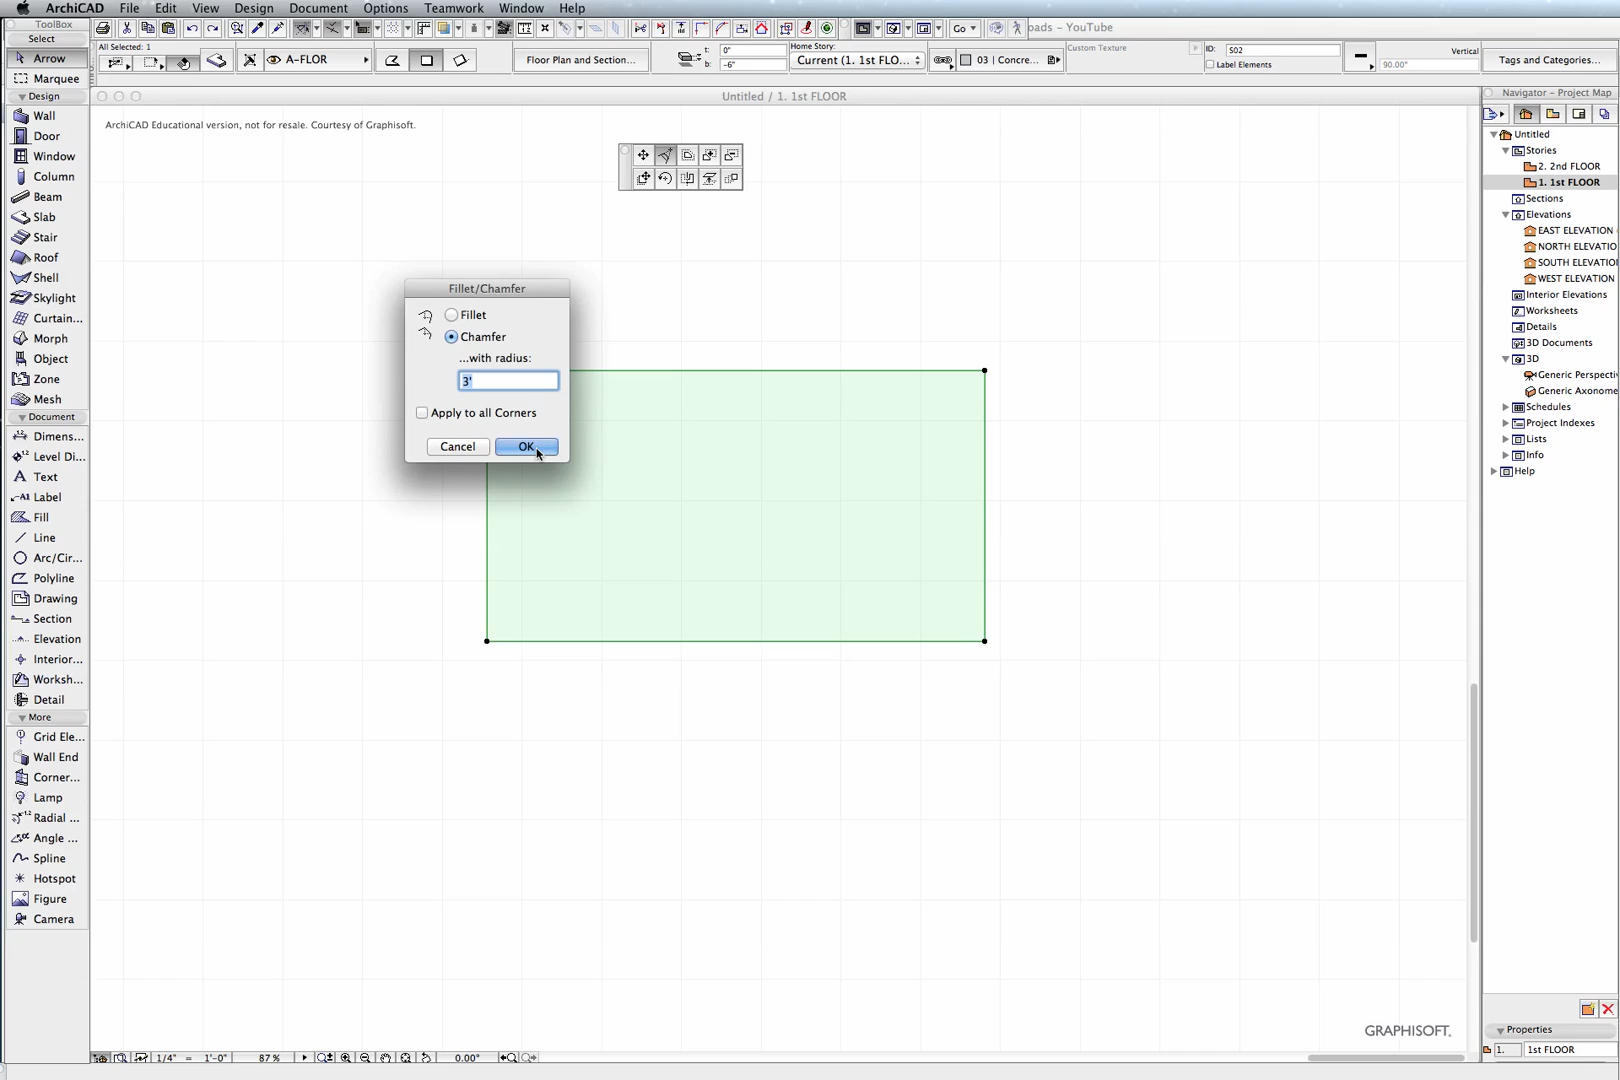 ArchiCAD File Edit View Design Options Document Teamwork Window Help
ToolBox
Select
Arrow
Marquee
Design
Wall
Door
Window
Column
Beam
Slab
Stair
Roof
Shell
Skylight
Curtain...
Morph
Object
Zone
Mesh
Document
Dimens...
Level Di...
Text
Label
Fill
Line
Arc/Cir...
Polyline
Drawing
Section
Elevation
Interior...
Worksh...
Detail
More
Grid Ele...
Wall End
Corner...
Lamp
Radial ...
Angle ...
Spline
Hotspot
Figure
Camera
Go
oads – YouTube
All Selected: 1
A-FLOR
Floor Plan and Section...
t: 0"
b: -6"
Home Story:
Current (1. 1st FLO...
03 | Concre...
Custom Texture
ID: S02
Label Elements
Vertical
90.00°
Tags and Categories...
Untitled / 1. 1st FLOOR
ArchiCAD Educational version, not for resale. Courtesy of Graphisoft.
Fillet/Chamfer
Fillet
Chamfer
...with radius:
3'
Apply to all Corners
Cancel OK
Navigator – Project Map
Untitled
Stories
2. 2nd FLOOR
1. 1st FLOOR
Sections
Elevations
EAST ELEVATION
NORTH ELEVATIO
SOUTH ELEVATIO
WEST ELEVATION
Interior Elevations
Worksheets
Details
3D Documents
3D
Generic Perspecti
Generic Axonome
Schedules
Project Indexes
Lists
Info
Help
GRAPHISOFT.
Properties
1. 1st FLOOR
1/4" = 1'-0" 87 % 0.00°